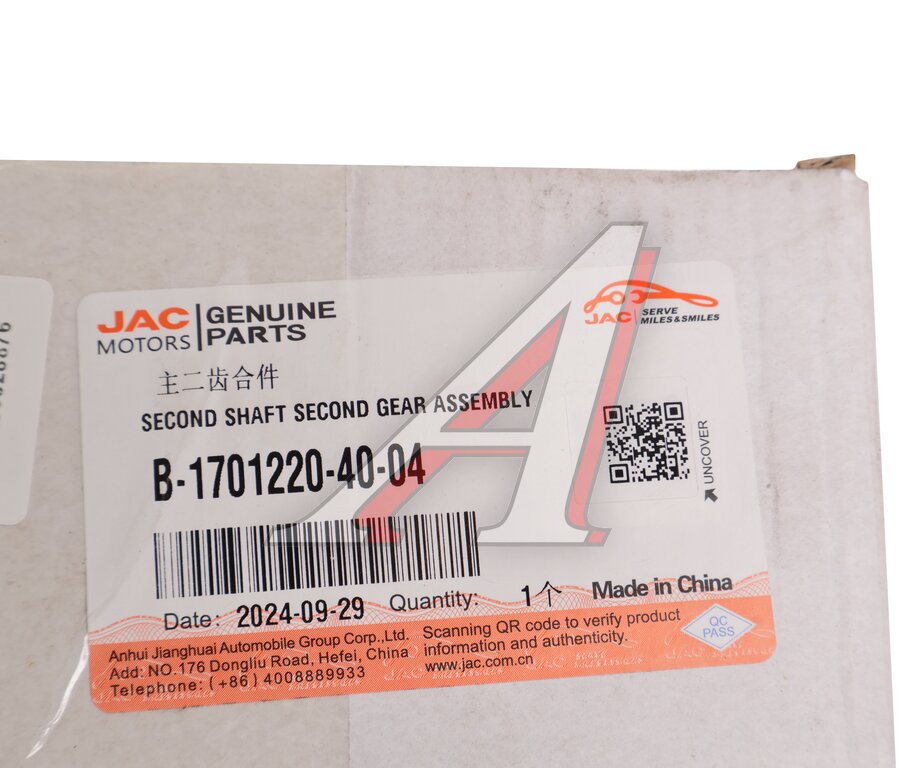 JAC MOTORS
GENUINE PARTS
JAC
SERVE
MILES & SMILES
主二齿合件
SECOND SHAFT SECOND GEAR ASSEMBLY
B-1701220-40-04
UNCOVER
Date: 2024-09-29 Quantity: 1个 Made in China
Anhui Jianghuai Automobile Group Corp., Ltd.
Add: NO.176 Dongliu Road, Hefei, China
Telephone: (+86) 4008889933
Scanning QR code to verify product
information and authenticity.
www.jac.com.cn
QC
PASS